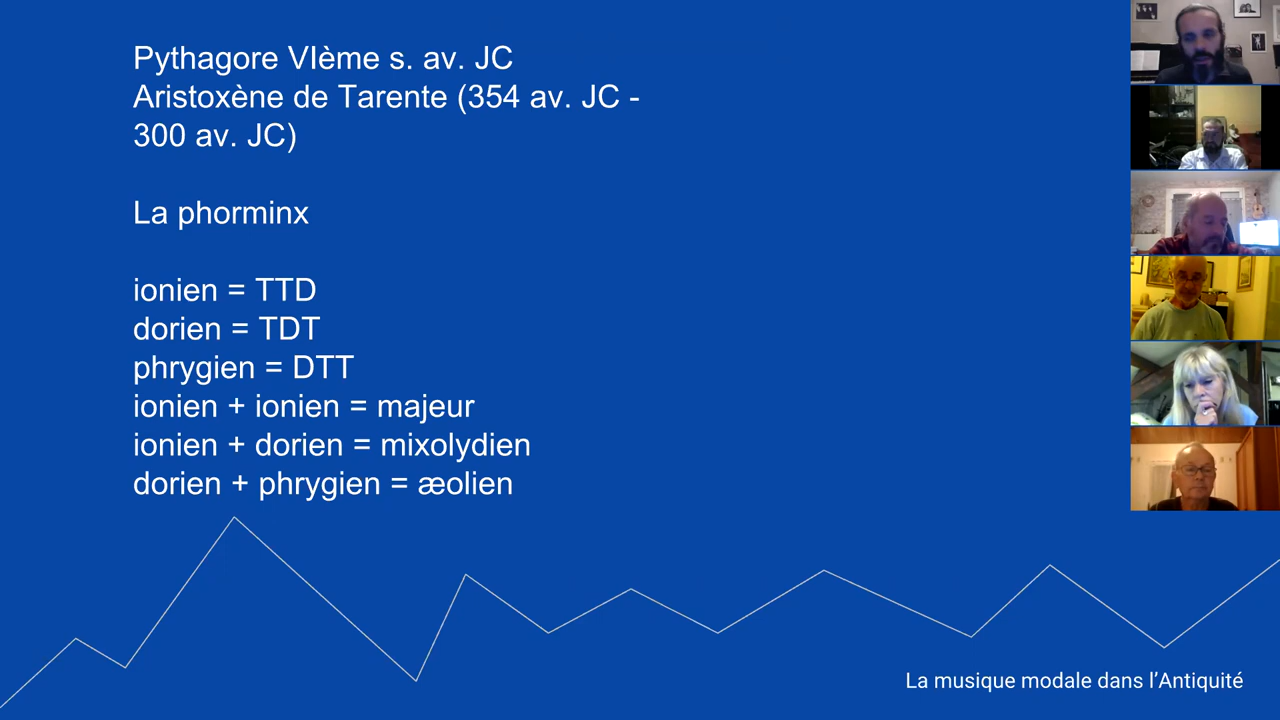 Pythagore VIème s. av. JC
Aristoxène de Tarente (354 av. JC -
300 av. JC)
La phorminx
ionien = TTD
dorien = TDT
phrygien = DTT
ionien + ionien = majeur
ionien + dorien = mixolydien
dorien + phrygien = æolien
La musique modale dans l’Antiquité